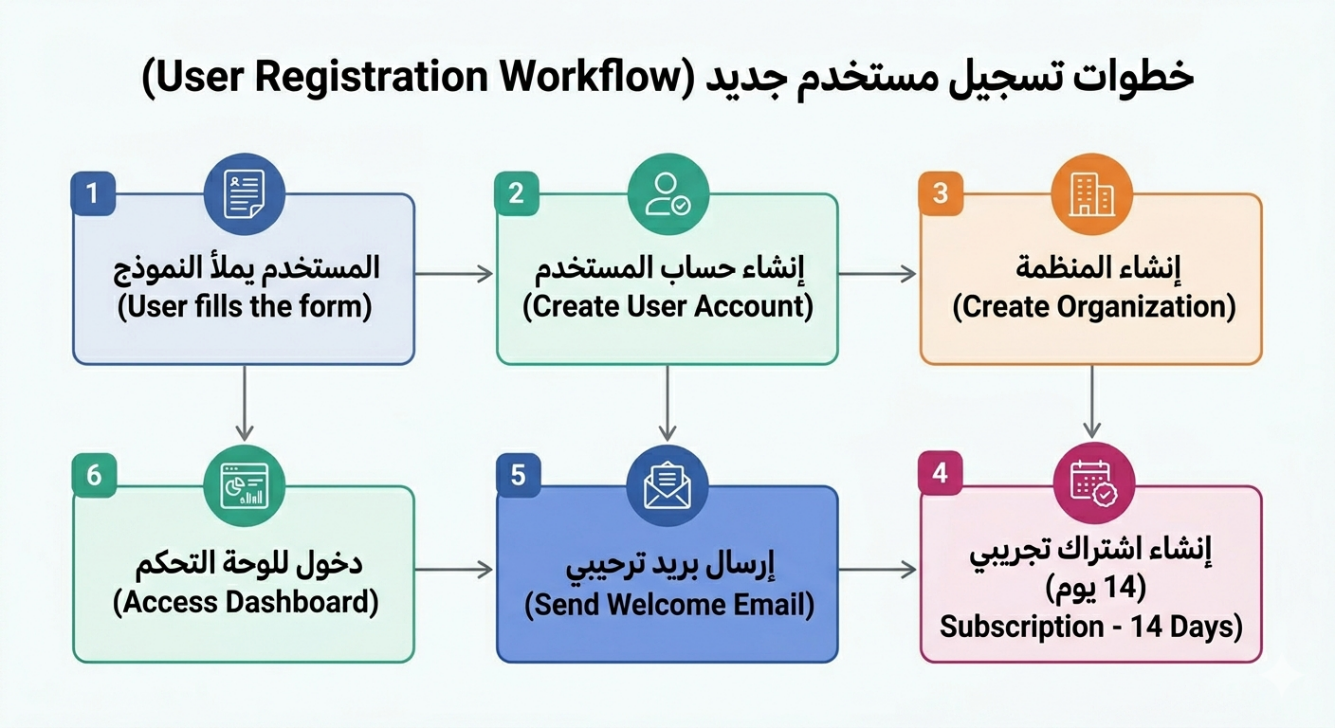 خطوات تسجيل مستخدم جديد (User Registration Workflow)
1
المستخدم يملأ النموذج
(User fills the form)
2
إنشاء حساب المستخدم
(Create User Account)
3
إنشاء المنظمة
(Create Organization)
6
دخول للوحة التحكم
(Access Dashboard)
5
إرسال بريد ترحيبي
(Send Welcome Email)
4
إنشاء اشتراك تجريبي
(14 يوم)
Subscription - 14 Days)